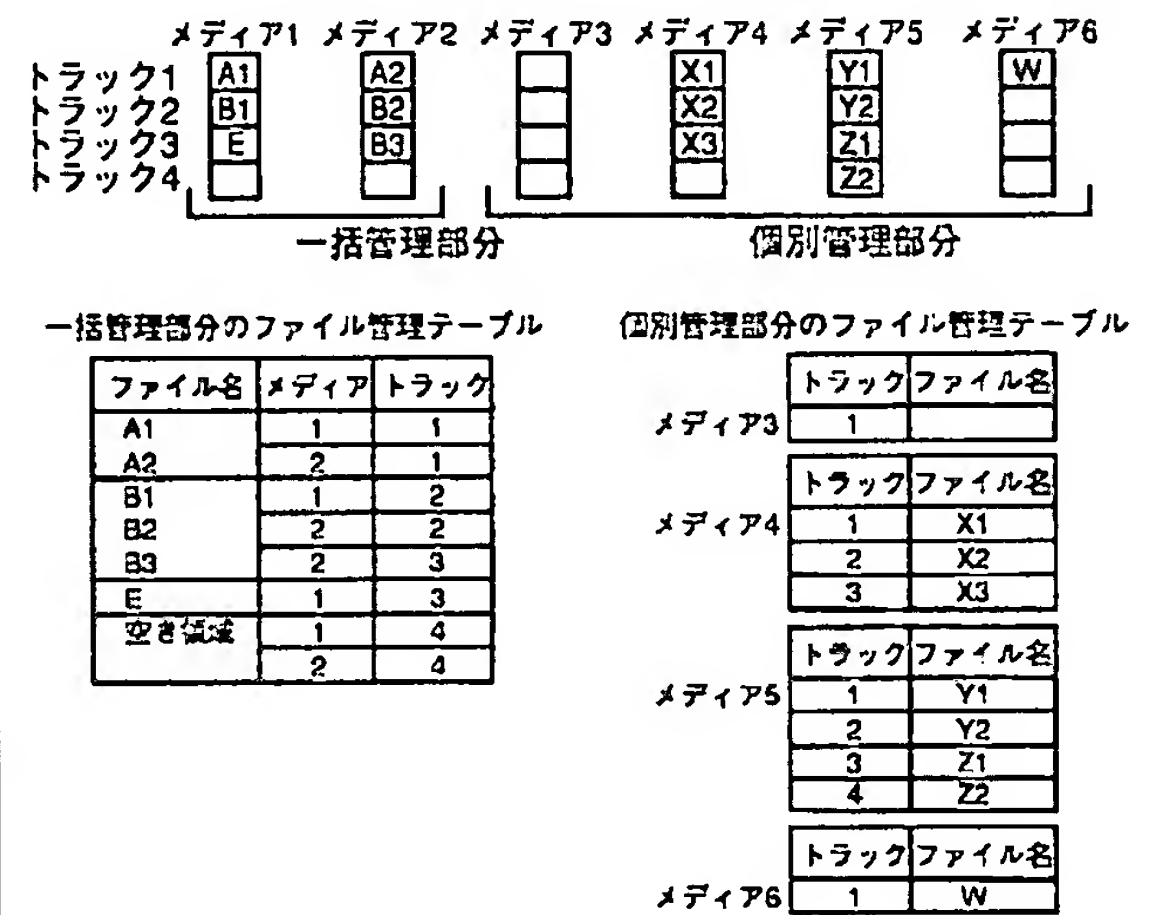 メディア1 メディア2 メディア3 メディア4 メディア5 メディア6
トラック1 A1 A2 X1 Y1 W
トラック2 B1 B2 X2 Y2
トラック3 E B3 X3 Z1
トラック4 Z2
一括管理部分 個別管理部分
一括管理部分のファイル管理テーブル
ファイル名 メディア トラック
A1 1 1
A2 2 1
B1 1 2
B2 2 2
B3 2 3
E 1 3
空き領域 1 4
2 4
個別管理部分のファイル管理テーブル
トラック ファイル名
メディア3 1
トラック ファイル名
メディア4 1 X1
2 X2
3 X3
トラック ファイル名
メディア5 1 Y1
2 Y2
3 Z1
4 Z2
トラック ファイル名
メディア6 1 W